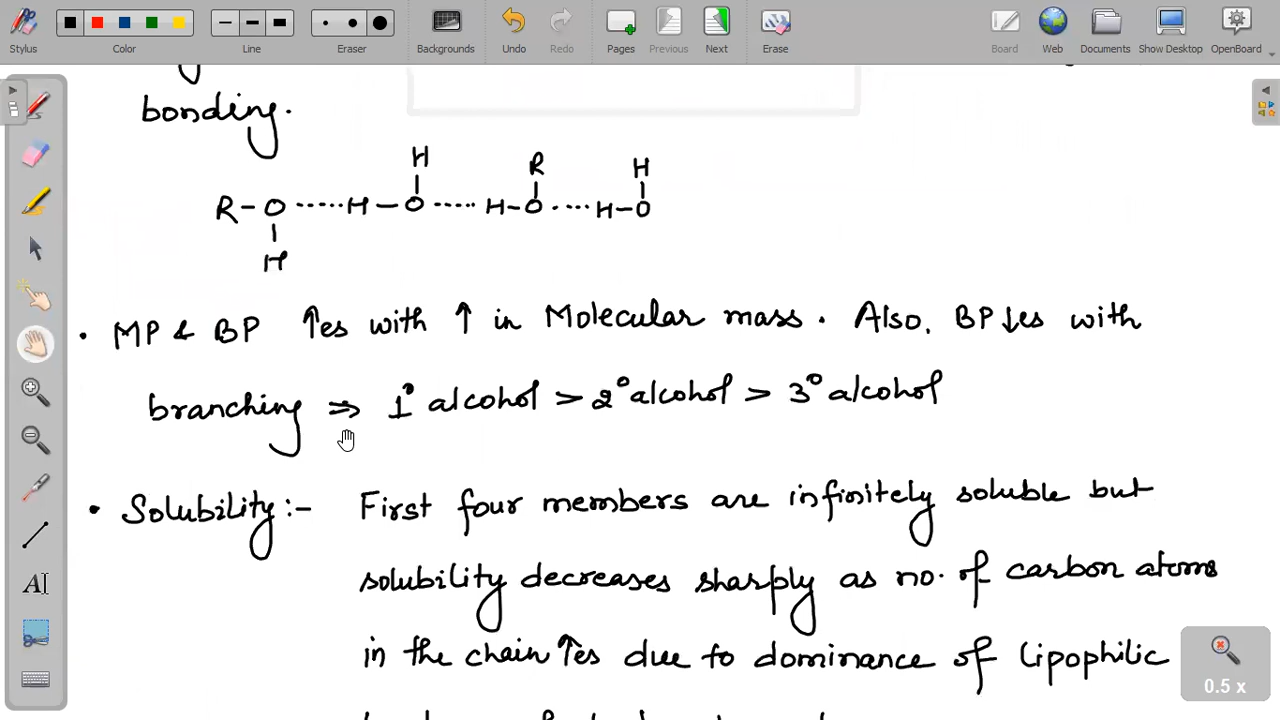 Stylus Color Line Eraser Backgrounds Undo Redo Pages Previous Next Erase Board Web Documents Show Desktop OpenBoard
bonding.
H R H
R-O······H-O······H-O······H-O
H
• MP & BP ↑es with ↑ in Molecular mass. Also, BP↓es with
branching ⇒ 1° alcohol > 2° alcohol > 3° alcohol
• Solubility:- First four members are infinitely soluble but
solubility decreases sharply as no. of carbon atoms
in the chain ↑es due to dominance of lipophilic
0.5 x